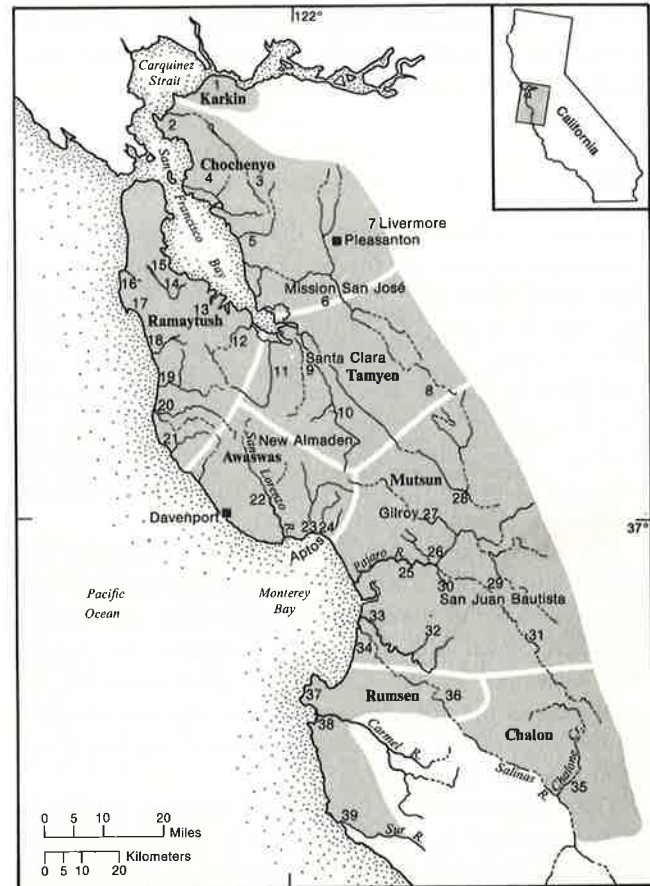 122°
Carquinez
Strait
1
Karkin
California
2
San
Francisco
Bay
Chochenyo
4
3
5
7 Livermore
Pleasanton
Mission San José
6
15
14
16
13
17
Ramaytush
12
18
11
9
Santa Clara
Tamyen
8
19
10
20
New Almaden
21
Awaswas
San
Lorenzo
R.
22
Mutsun
28
Gilroy 27
Davenport
23
24
37°
Aptos
26
Pajaro R.
25
30
29
San Juan Bautista
Pacific
Ocean
Monterey
Bay
33
32
31
34
37
Rumsen
36
38
Chalon
Carmel R.
Salinas R.
Chalone Cr.
35
39
Sur R.
0 5 10 20
Miles
Kilometers
0 5 10 20